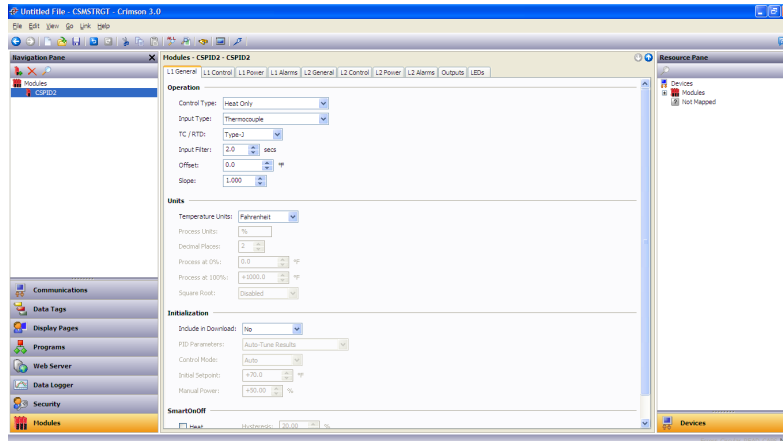 Untitled File - CSMSTRGT - Crimson 3.0
File Edit View Go Link Help
Navigation Pane
Modules
CSPID2
Communications
Data Tags
Display Pages
Programs
Web Server
Data Logger
Security
Modules
Modules - CSPID2 - CSPID2
L1 General L1 Control L1 Power L1 Alarms L2 General L2 Control L2 Power L2 Alarms Outputs LEDs
Operation
Control Type: Heat Only
Input Type: Thermocouple
TC / RTD: Type-J
Input Filter: 2.0 secs
Offset: 0.0 °F
Slope: 1.000
Units
Temperature Units: Fahrenheit
Process Units: %
Decimal Places: 2
Process at 0%: 0.0 °F
Process at 100%: +1000.0 °F
Square Root: Disabled
Initialization
Include in Download: No
PID Parameters: Auto-Tune Results
Control Mode: Auto
Initial Setpoint: +70.0 °F
Manual Power: +50.00 %
SmartOnOff
Heat Hysteresis: 20.00 %
Resource Pane
Devices
Modules
Not Mapped
Devices